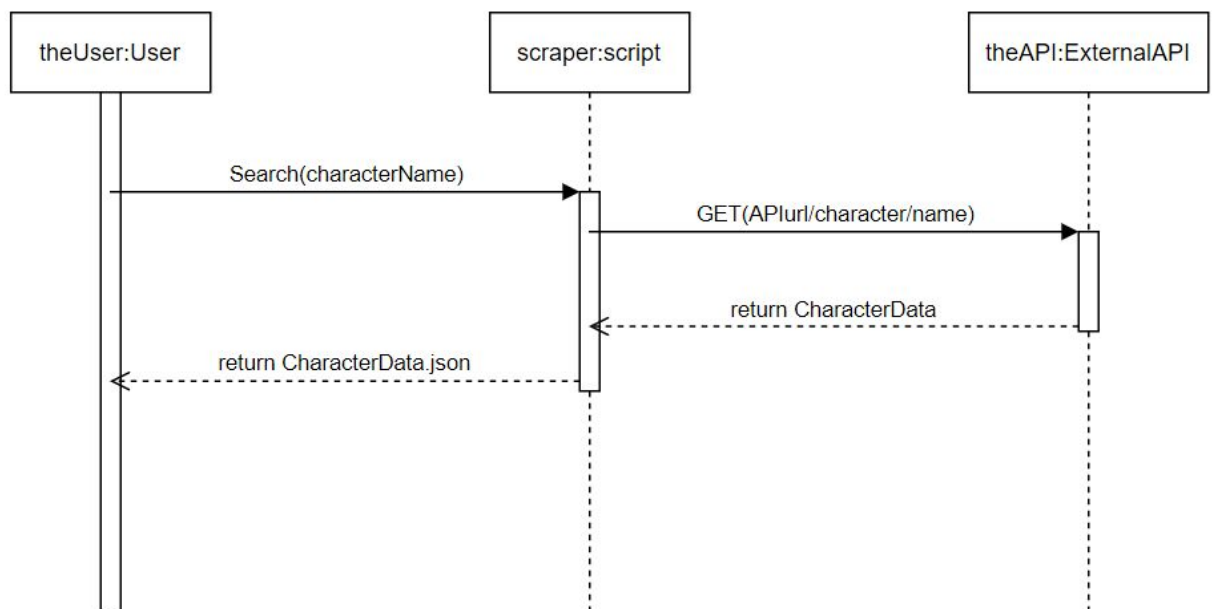 theUser:User
scraper:script
theAPI:ExternalAPI
Search(characterName)
GET(APIurl/character/name)
return CharacterData
return CharacterData.json